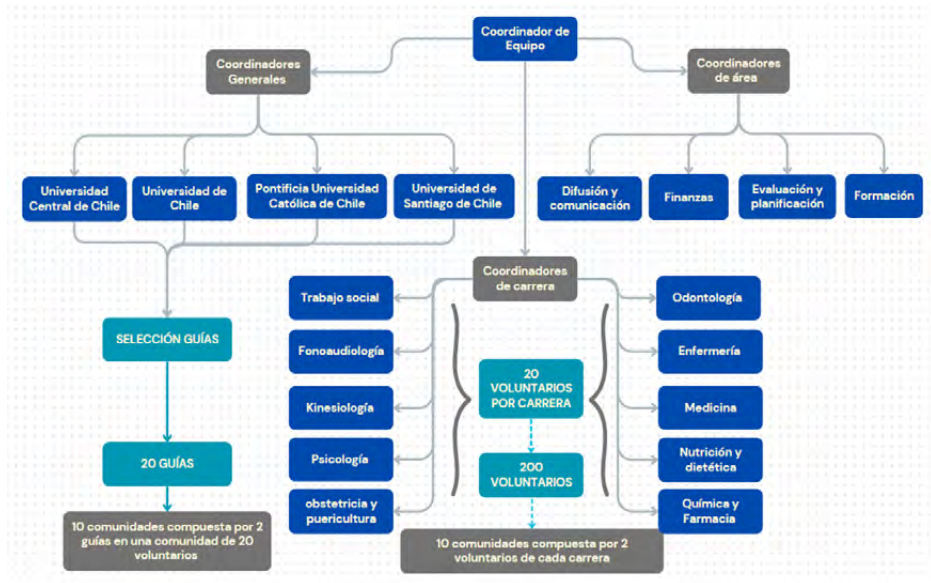 Coordinador de
Equipo
Coordinadores
Generales
Coordinadores
de área
Universidad
Central de Chile
Universidad de
Chile
Pontificia Universidad
Católica de Chile
Universidad de
Santiago de Chile
Difusión y
comunicación
Finanzas
Evaluación y
planificación
Formación
Coordinadores
de carrera
Trabajo social
Fonoaudiología
Kinesiología
Psicología
obstetricia y
puericultura
Odontología
Enfermería
Medicina
Nutrición y
dietética
Química y
Farmacia
20
VOLUNTARIOS
POR CARRERA
200
VOLUNTARIOS
10 comunidades compuesta por 2
voluntarios de cada carrera
SELECCIÓN GUÍAS
20 GUÍAS
10 comunidades compuesta por 2
guías en una comunidad de 20
voluntarios